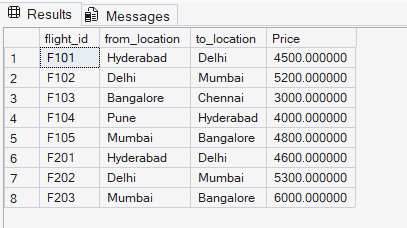 Results Messages
flight_id from_location to_location Price
1 F101 Hyderabad Delhi 4500.000000
2 F102 Delhi Mumbai 5200.000000
3 F103 Bangalore Chennai 3000.000000
4 F104 Pune Hyderabad 4000.000000
5 F105 Mumbai Bangalore 4800.000000
6 F201 Hyderabad Delhi 4600.000000
7 F202 Delhi Mumbai 5300.000000
8 F203 Mumbai Bangalore 6000.000000